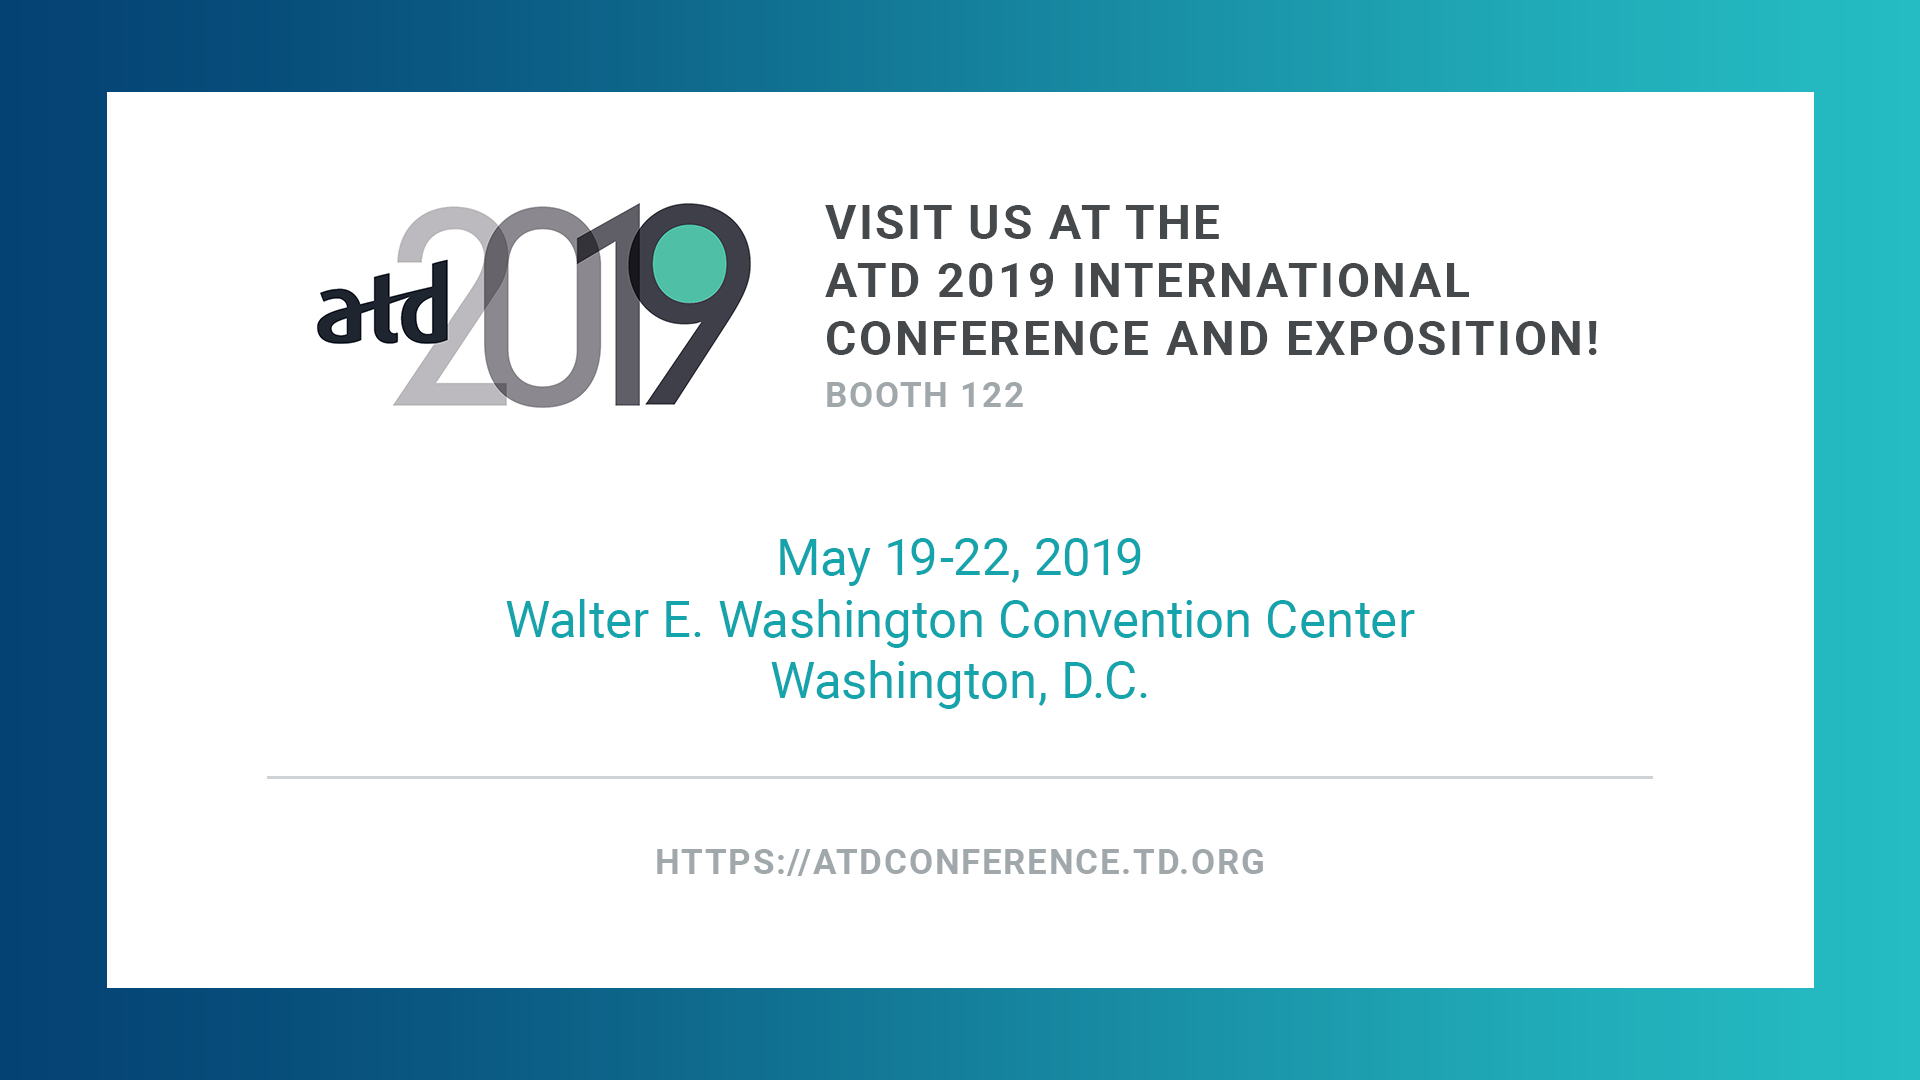 atd 2019
VISIT US AT THE
ATD 2019 INTERNATIONAL
CONFERENCE AND EXPOSITION!
BOOTH 122
May 19-22, 2019
Walter E. Washington Convention Center
Washington, D.C.
HTTPS://ATDCONFERENCE.TD.ORG